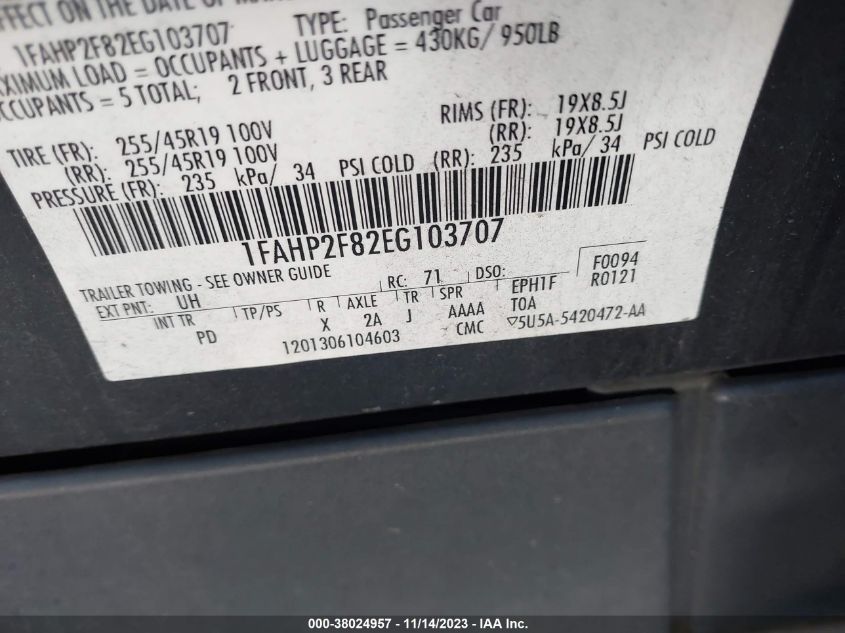 EFFECT ON THE DATE OF
TYPE: Passenger Car
1FAHP2F82EG103707
MAXIMUM LOAD = OCCUPANTS + LUGGAGE = 430KG/ 950LB
OCCUPANTS = 5 TOTAL; 2 FRONT, 3 REAR
TIRE (FR): 255/45R19 100V RIMS (FR): 19X8.5J
(RR): 255/45R19 100V (RR): 19X8.5J
PRESSURE (FR): 235 kPa/ 34 PSI COLD (RR): 235 kPa/ 34 PSI COLD
1FAHP2F82EG103707
TRAILER TOWING - SEE OWNER GUIDE
EXT PNT: UH RC: 71 DSO: F0094
INT TR TP/PS R AXLE TR SPR EPH1F R0121
PD X 2A J AAAA TOA
1201306104603 CMC ▽5U5A-5420472-AA
000-38024957 - 11/14/2023 - IAA Inc.